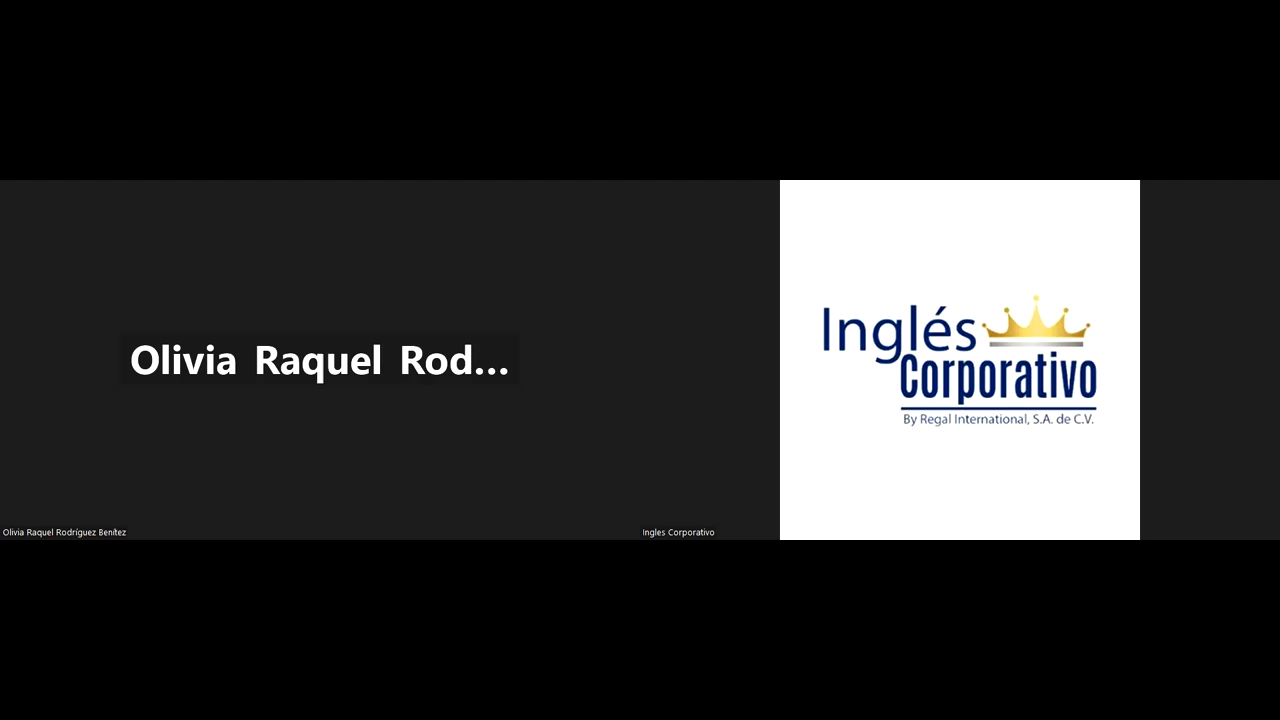 Olivia Raquel Rod...
Inglés
Corporativo
By Regal International, S.A. de C.V.
Olivia Raquel Rodríguez Benítez
Ingles Corporativo